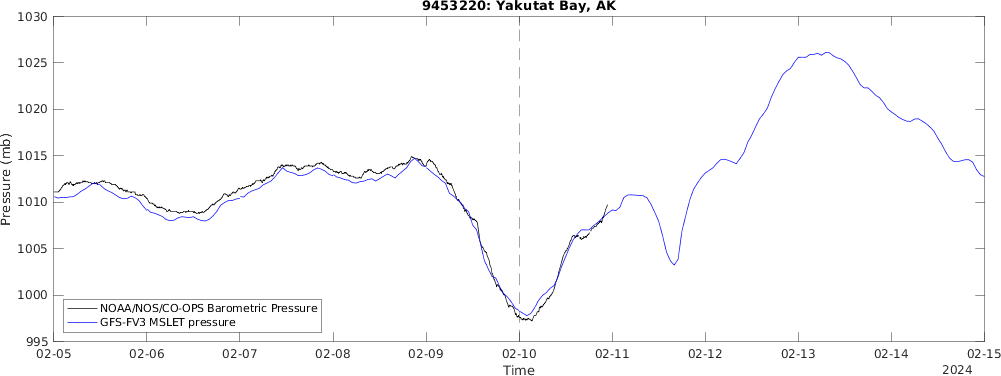 9453220: Yakutat Bay, AK
Pressure (mb)
1030
1025
1020
1015
1010
1005
1000
995
NOAA/NOS/CO-OPS Barometric Pressure
GFS-FV3 MSLET pressure
02-05 02-06 02-07 02-08 02-09 02-10 02-11 02-12 02-13 02-14 02-15
Time
2024